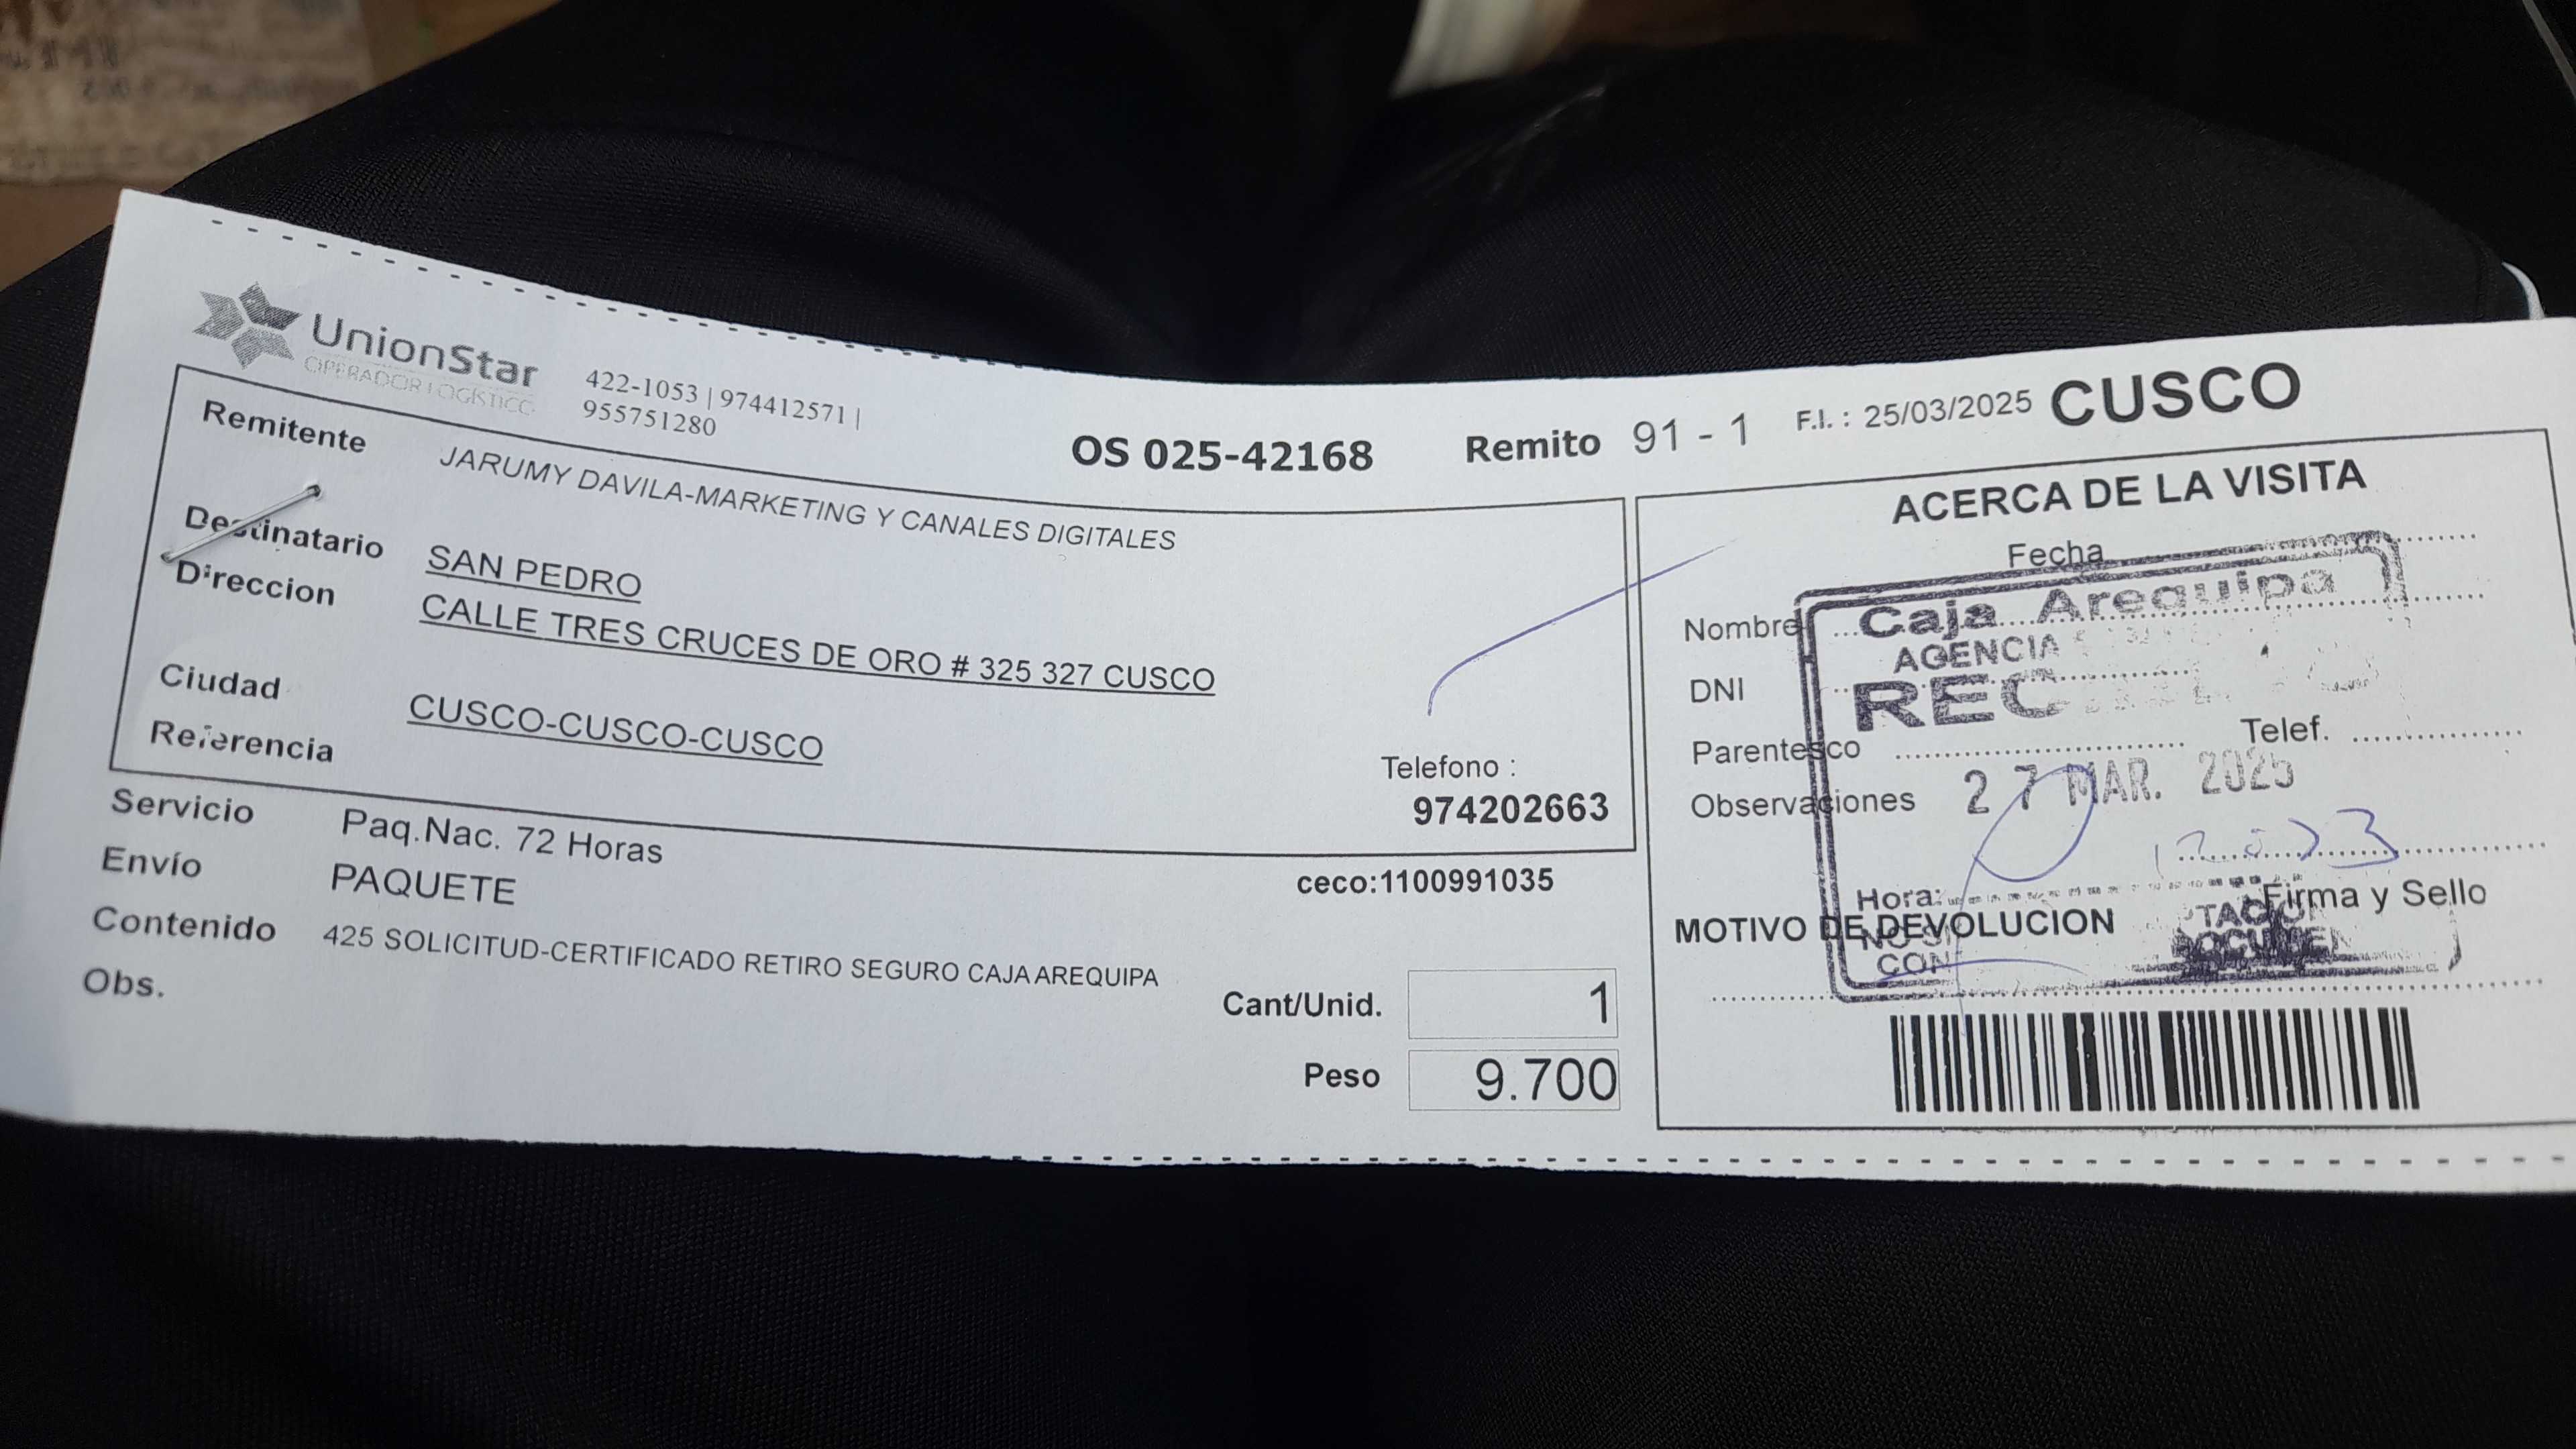 UnionStar
OPERADOR LOGÍSTICO
422-1053 | 974412571 |
955751280
OS 025-42168
Remito 91 - 1
F.I. : 25/03/2025 CUSCO
Remitente JARUMY DAVILA-MARKETING Y CANALES DIGITALES
Destinatario SAN PEDRO
Direccion CALLE TRES CRUCES DE ORO # 325 327 CUSCO
Ciudad CUSCO-CUSCO-CUSCO
Referencia
Telefono :
974202663
Servicio Paq.Nac. 72 Horas
Envío PAQUETE
ceco:1100991035
Contenido 425 SOLICITUD-CERTIFICADO RETIRO SEGURO CAJA AREQUIPA
Obs.
Cant/Unid. 1
Peso 9.700
ACERCA DE LA VISITA
Fecha
Nombre
DNI
Parentesco
Telef.
Observaciones
Firma y Sello
MOTIVO DE DEVOLUCION
Caja Arequipa
AGENCIA
27 MAR. 2025
Hora: